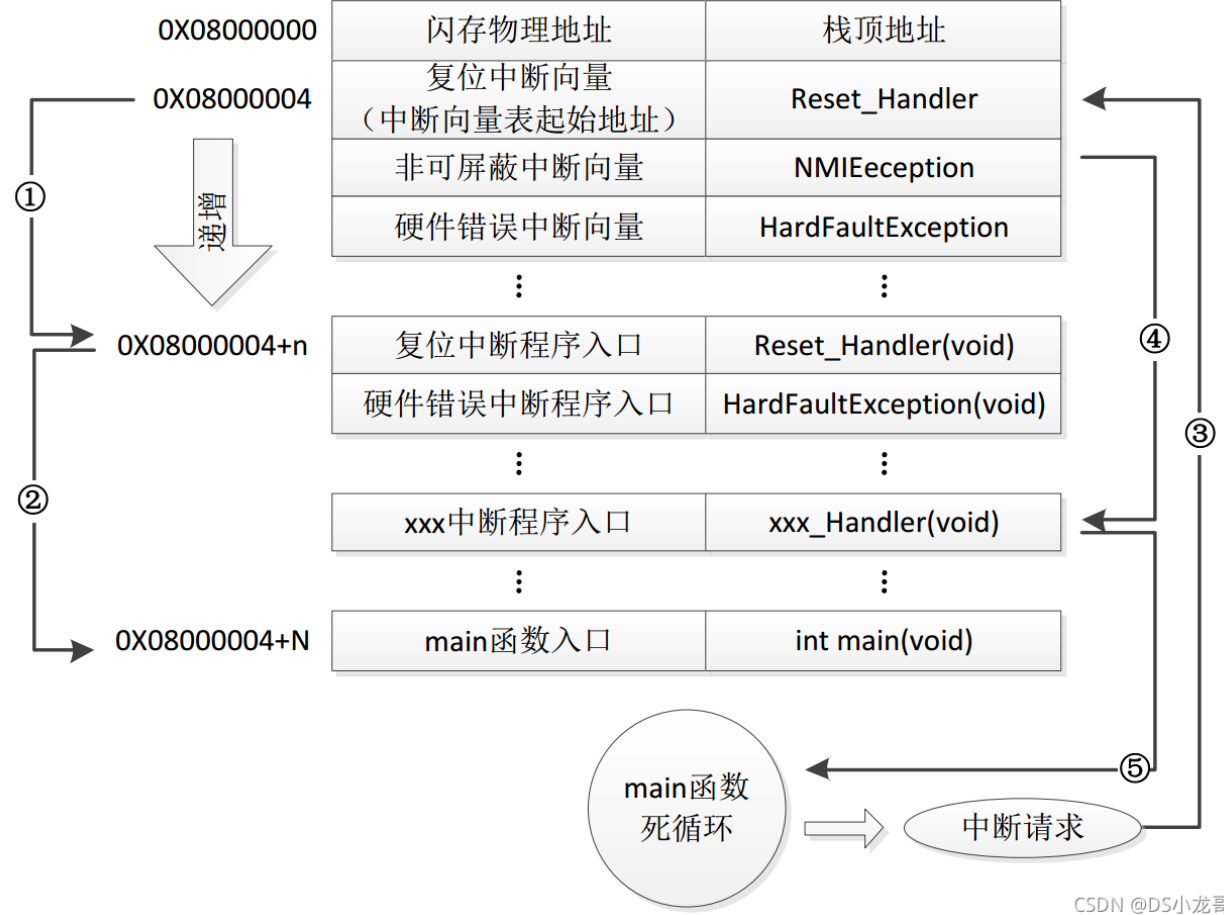 0X08000000 闪存物理地址 栈顶地址
复位中断向量
0X08000004 （中断向量表起始地址） Reset_Handler
非可屏蔽中断向量 NMIEeception
① 递增
硬件错误中断向量 HardFaultException
0X08000004+n 复位中断程序入口 Reset_Handler(void)
④
硬件错误中断程序入口 HardFaultException(void)
③
②
xxx中断程序入口 xxx_Handler(void)
0X08000004+N main函数入口 int main(void)
⑤
main函数
死循环
中断请求
CSDN @DS小龙哥